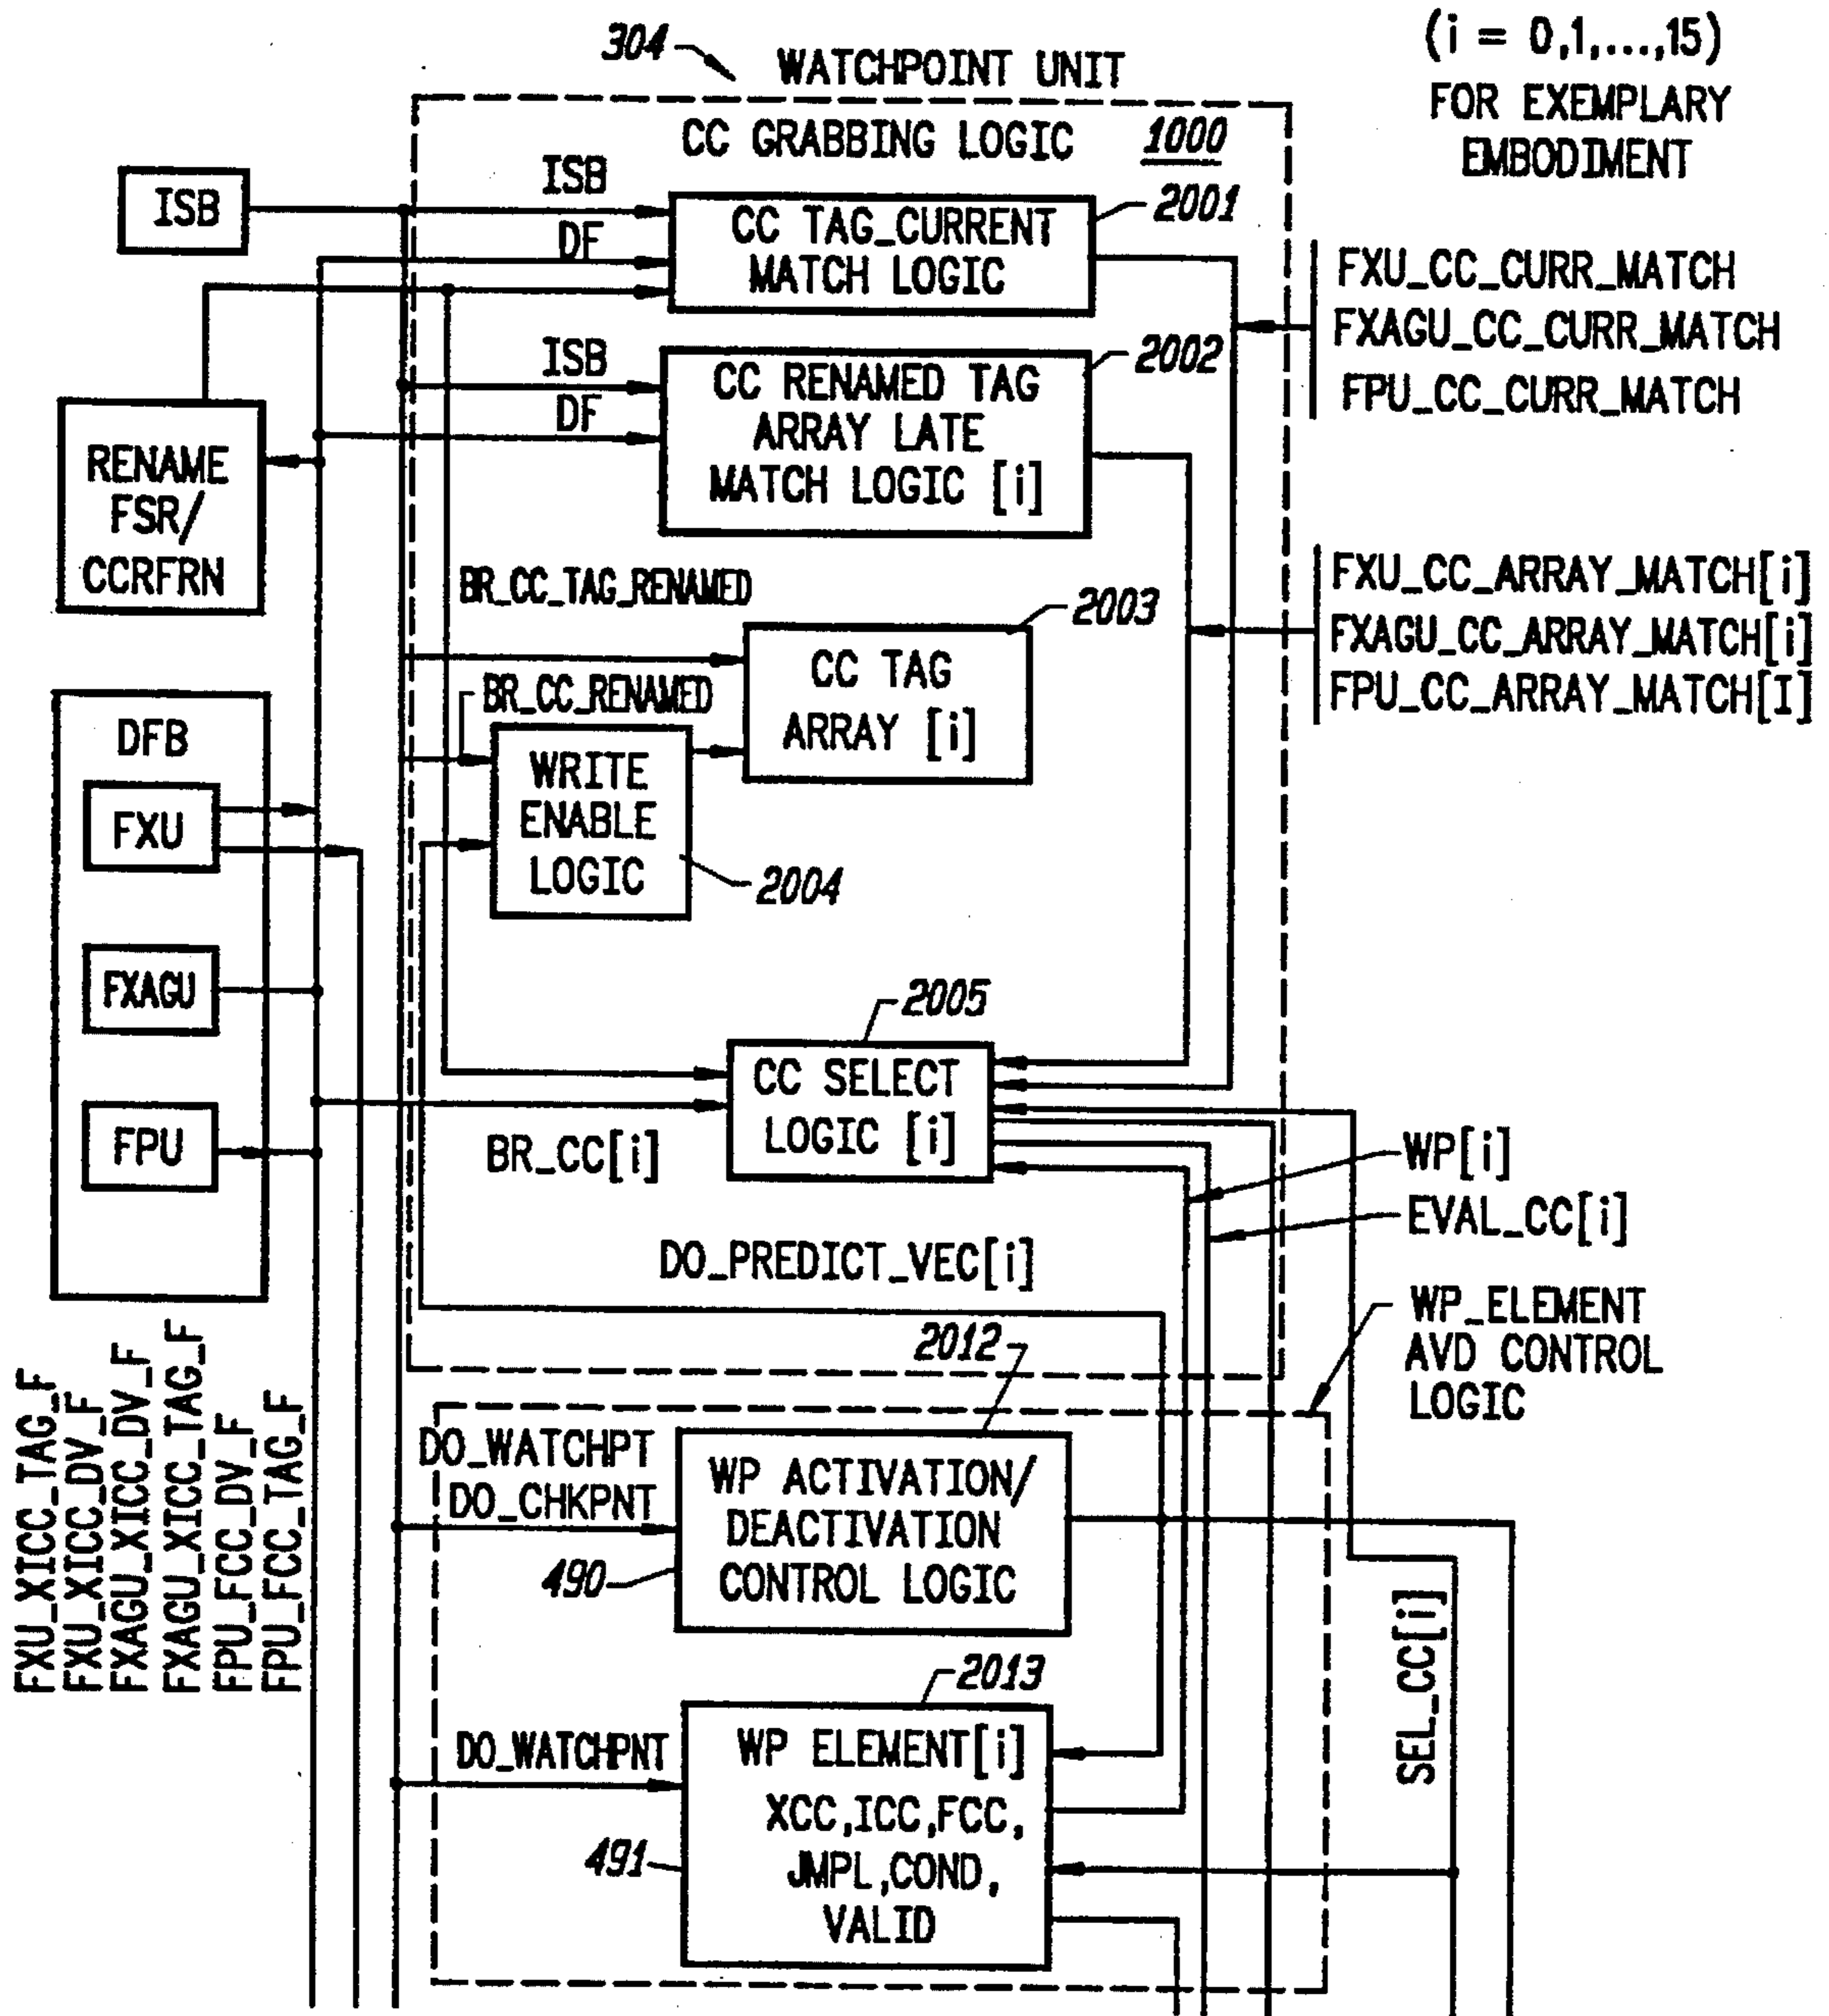 304
WATCHPOINT UNIT
(i = 0,1,...,15)
FOR EXEMPLARY
EMBODIMENT
CC GRABBING LOGIC 1000
ISB
ISB
DF
CC TAG_CURRENT
MATCH LOGIC
2001
FXU_CC_CURR_MATCH
FXAGU_CC_CURR_MATCH
FPU_CC_CURR_MATCH
ISB
DF
CC RENAMED TAG
ARRAY LATE
MATCH LOGIC [i]
2002
RENAME
FSR/
CCRFRN
BR_CC_TAG_RENAMED
FXU_CC_ARRAY_MATCH[i]
FXAGU_CC_ARRAY_MATCH[i]
FPU_CC_ARRAY_MATCH[I]
2003
CC TAG
ARRAY [i]
BR_CC_RENAMED
WRITE
ENABLE
LOGIC
2004
DFB
FXU
FXAGU
FPU
2005
CC SELECT
LOGIC [i]
BR_CC[i]
WP[i]
EVAL_CC[i]
DO_PREDICT_VEC[i]
WP_ELEMENT
AVD CONTROL
LOGIC
FXU_XICC_TAG_F
FXU_XICC_DV_F
FXAGU_XICC_DV_F
FXAGU_XICC_TAG_F
FPU_FCC_DV_F
FPU_FCC_TAG_F
2012
DO_WATCHPT
DO_CHKPNT
WP ACTIVATION/
DEACTIVATION
CONTROL LOGIC
490
SEL_CC[i]
2013
DO_WATCHPNT
WP ELEMENT[i]
XCC,ICC,FCC,
JMPL,COND,
VALID
491